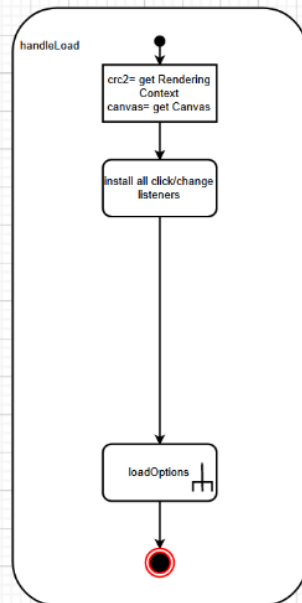 handleLoad
crc2= get Rendering
Context
canvas= get Canvas
install all click/change
listeners
loadOptions